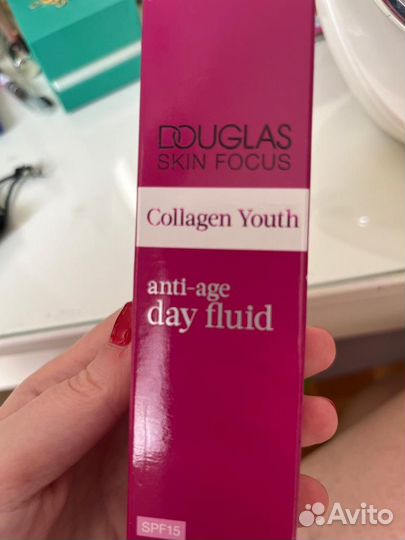 DOUGLAS
SKIN FOCUS
Collagen Youth
anti-age
day fluid
SPF15
Avito